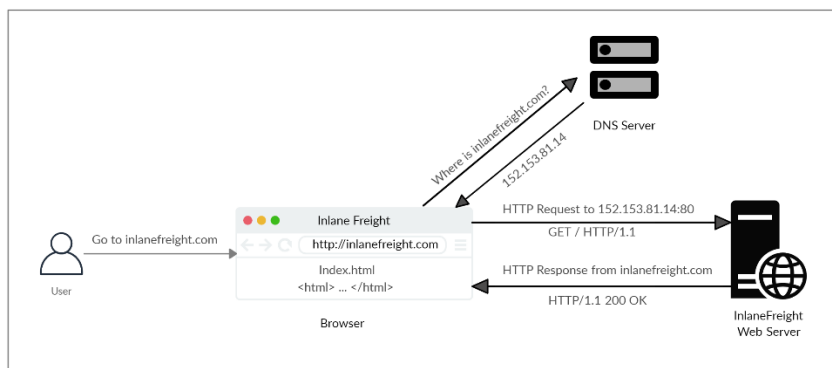 Where is inlanefreight.com?
152.153.81.14
DNS Server
Go to inlanefreight.com
User
Inlane Freight
http://inlanefreight.com
Index.html
<html> ... </html>
Browser
HTTP Request to 152.153.81.14:80
GET / HTTP/1.1
HTTP Response from inlanefreight.com
HTTP/1.1 200 OK
InlaneFreight
Web Server